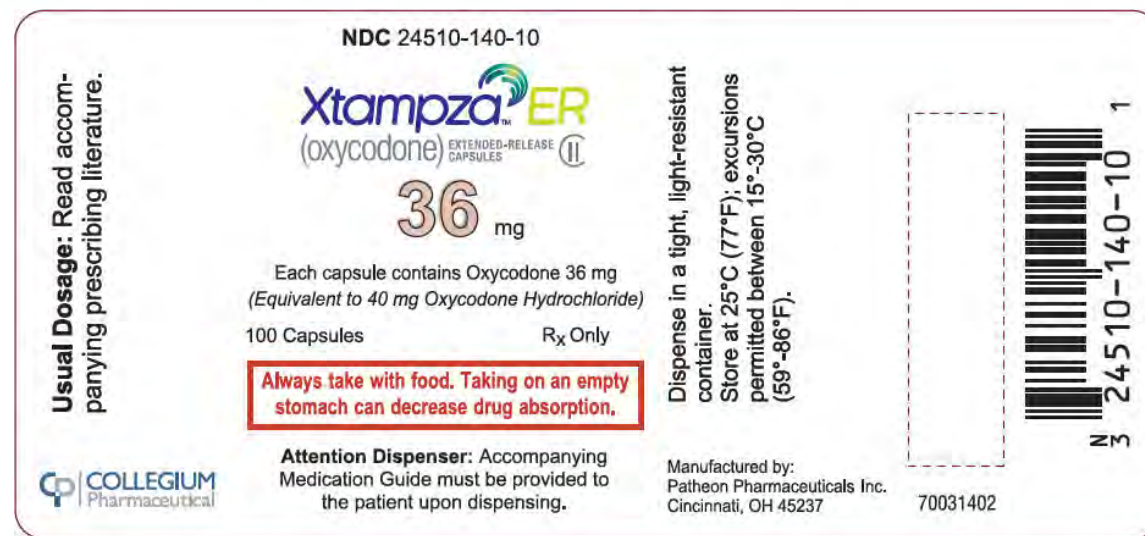 Usual Dosage: Read accom-
panying prescribing literature.
COLLEGIUM
Pharmaceutical
NDC 24510-140-10
Xtampza™ ER
(oxycodone) EXTENDED-RELEASE
CAPSULES CII
36 mg
Each capsule contains Oxycodone 36 mg
(Equivalent to 40 mg Oxycodone Hydrochloride)
100 Capsules Rx Only
Always take with food. Taking on an empty
stomach can decrease drug absorption.
Attention Dispenser: Accompanying
Medication Guide must be provided to
the patient upon dispensing.
Dispense in a tight, light-resistant
container.
Store at 25°C (77°F); excursions
permitted between 15°-30°C
(59°-86°F).
Manufactured by:
Patheon Pharmaceuticals Inc.
Cincinnati, OH 45237
70031402
N
3 24510-140-10 1